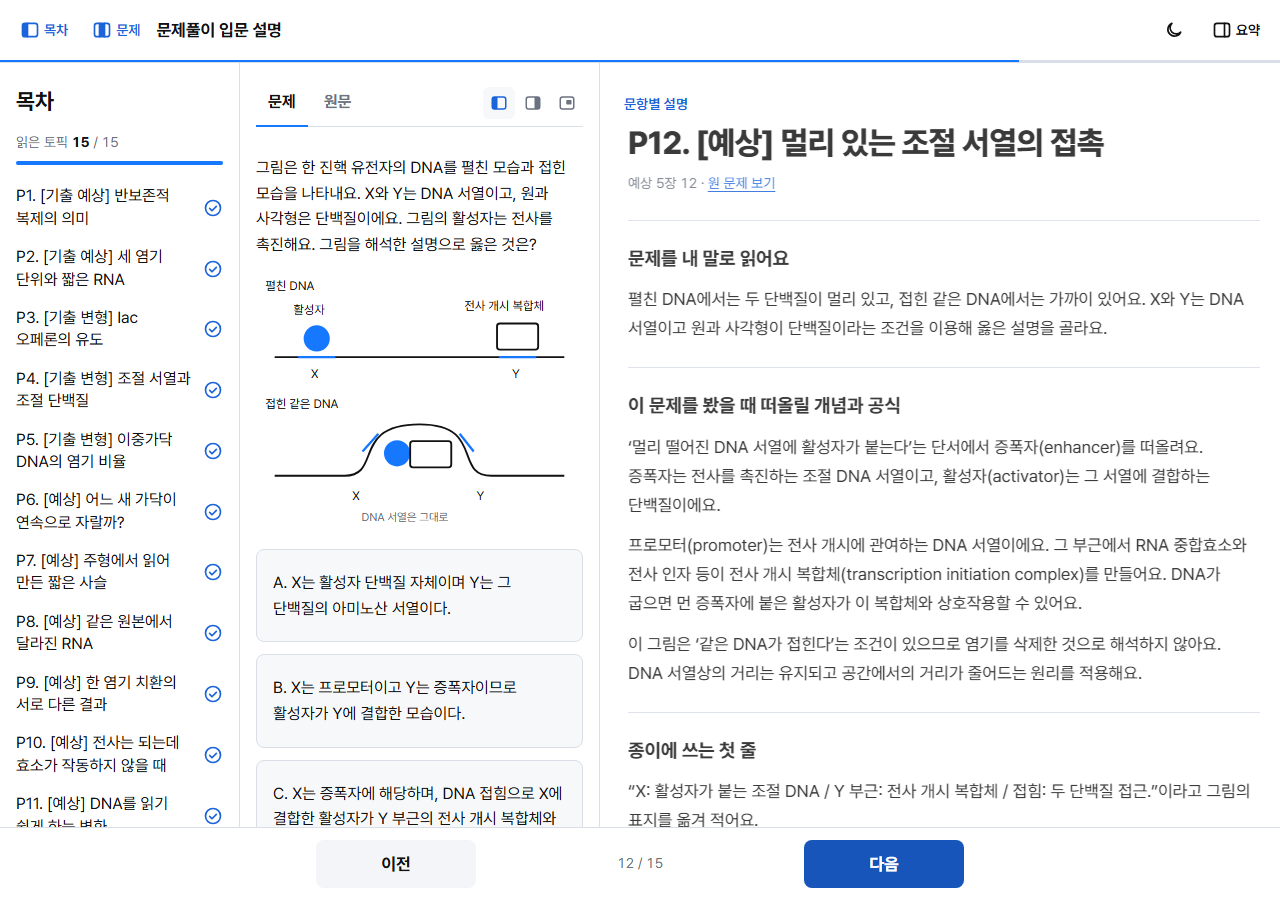 목차
문제
문제풀이 입문 설명
요약
목차
읽은 토픽 15 / 15
P1. [기출 예상] 반보존적
복제의 의미
P2. [기출 예상] 세 염기
단위와 짧은 RNA
P3. [기출 변형] lac
오페론의 유도
P4. [기출 변형] 조절 서열과
조절 단백질
P5. [기출 변형] 이중가닥
DNA의 염기 비율
P6. [예상] 어느 새 가닥이
연속으로 자랄까?
P7. [예상] 주형에서 읽어
만든 짧은 사슬
P8. [예상] 같은 원본에서
달라진 RNA
P9. [예상] 한 염기 치환의
서로 다른 결과
P10. [예상] 전사는 되는데
효소가 작동하지 않을 때
P11. [예상] DNA를 읽기
쉽게 하는 변화
문제
원문
그림은 한 진핵 유전자의 DNA를 펼친 모습과 접힌
모습을 나타내요. X와 Y는 DNA 서열이고, 원과
사각형은 단백질이에요. 그림의 활성자는 전사를
촉진해요. 그림을 해석한 설명으로 옳은 것은?
펼친 DNA
활성자
전사 개시 복합체
X
Y
접힌 같은 DNA
X
Y
DNA 서열은 그대로
A. X는 활성자 단백질 자체이며 Y는 그
단백질의 아미노산 서열이다.
B. X는 프로모터이고 Y는 증폭자이므로
활성자가 Y에 결합한 모습이다.
C. X는 증폭자에 해당하며, DNA 접힘으로 X에
결합한 활성자가 Y 부근의 전사 개시 복합체와
문항별 설명
P12. [예상] 멀리 있는 조절 서열의 접촉
예상 5장 12 · 원 문제 보기
문제를 내 말로 읽어요
펼친 DNA에서는 두 단백질이 멀리 있고, 접힌 같은 DNA에서는 가까이 있어요. X와 Y는 DNA
서열이고 원과 사각형이 단백질이라는 조건을 이용해 옳은 설명을 골라요.
이 문제를 봤을 때 떠올릴 개념과 공식
‘멀리 떨어진 DNA 서열에 활성자가 붙는다’는 단서에서 증폭자(enhancer)를 떠올려요.
증폭자는 전사를 촉진하는 조절 DNA 서열이고, 활성자(activator)는 그 서열에 결합하는
단백질이에요.
프로모터(promoter)는 전사 개시에 관여하는 DNA 서열이에요. 그 부근에서 RNA 중합효소와
전사 인자 등이 전사 개시 복합체(transcription initiation complex)를 만들어요. DNA가
굽으면 먼 증폭자에 붙은 활성자가 이 복합체와 상호작용할 수 있어요.
이 그림은 ‘같은 DNA가 접힌다’는 조건이 있으므로 염기를 삭제한 것으로 해석하지 않아요.
DNA 서열상의 거리는 유지되고 공간에서의 거리가 줄어드는 원리를 적용해요.
종이에 쓰는 첫 줄
“X: 활성자가 붙는 조절 DNA / Y 부근: 전사 개시 복합체 / 접힘: 두 단백질 접근.”이라고 그림의
표지를 옮겨 적어요.
이전
12 / 15
다음